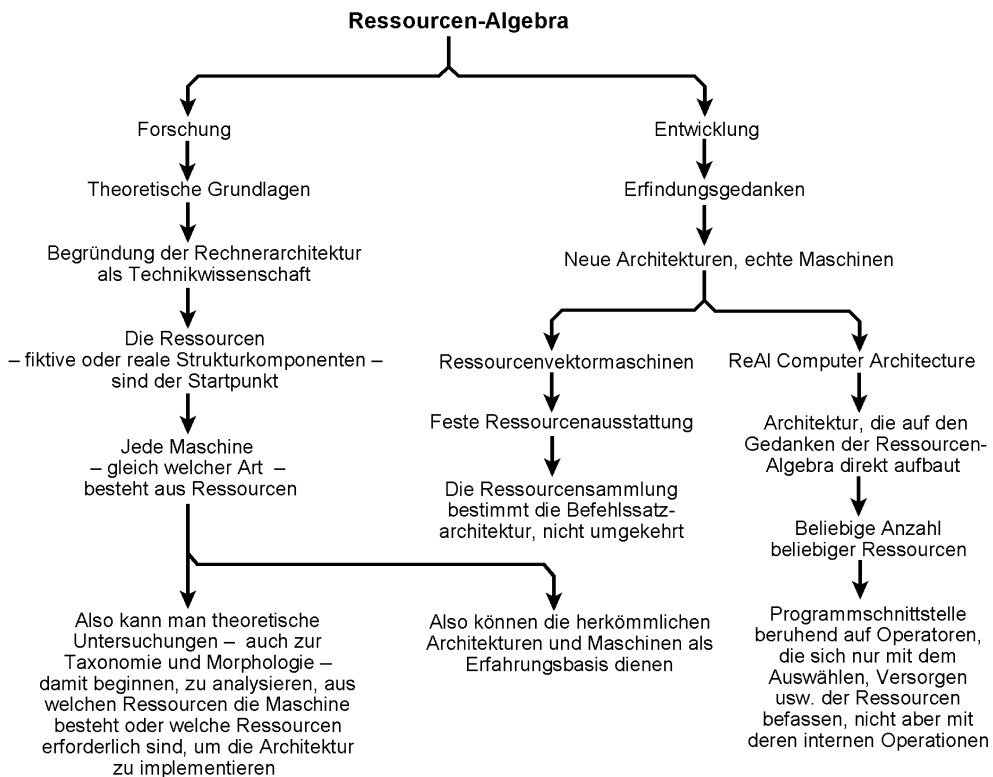 Ressourcen-Algebra
Forschung
Theoretische Grundlagen
Begründung der Rechnerarchitektur
als Technikwissenschaft
Die Ressourcen
– fiktive oder reale Strukturkomponenten –
sind der Startpunkt
Jede Maschine
– gleich welcher Art –
besteht aus Ressourcen
Also kann man theoretische
Untersuchungen – auch zur
Taxonomie und Morphologie –
damit beginnen, zu analysieren, aus
welchen Ressourcen die Maschine
besteht oder welche Ressourcen
erforderlich sind, um die Architektur
zu implementieren
Also können die herkömmlichen
Architekturen und Maschinen als
Erfahrungsbasis dienen
Entwicklung
Erfindungsgedanken
Neue Architekturen, echte Maschinen
Ressourcenvektormaschinen
Feste Ressourcenausstattung
Die Ressourcensammlung
bestimmt die Befehlssatz-
architektur, nicht umgekehrt
ReAl Computer Architecture
Architektur, die auf den
Gedanken der Ressourcen-
Algebra direkt aufbaut
Beliebige Anzahl
beliebiger Ressourcen
Programmschnittstelle
beruhend auf Operatoren,
die sich nur mit dem
Auswählen, Versorgen
usw. der Ressourcen
befassen, nicht aber mit
deren internen Operationen